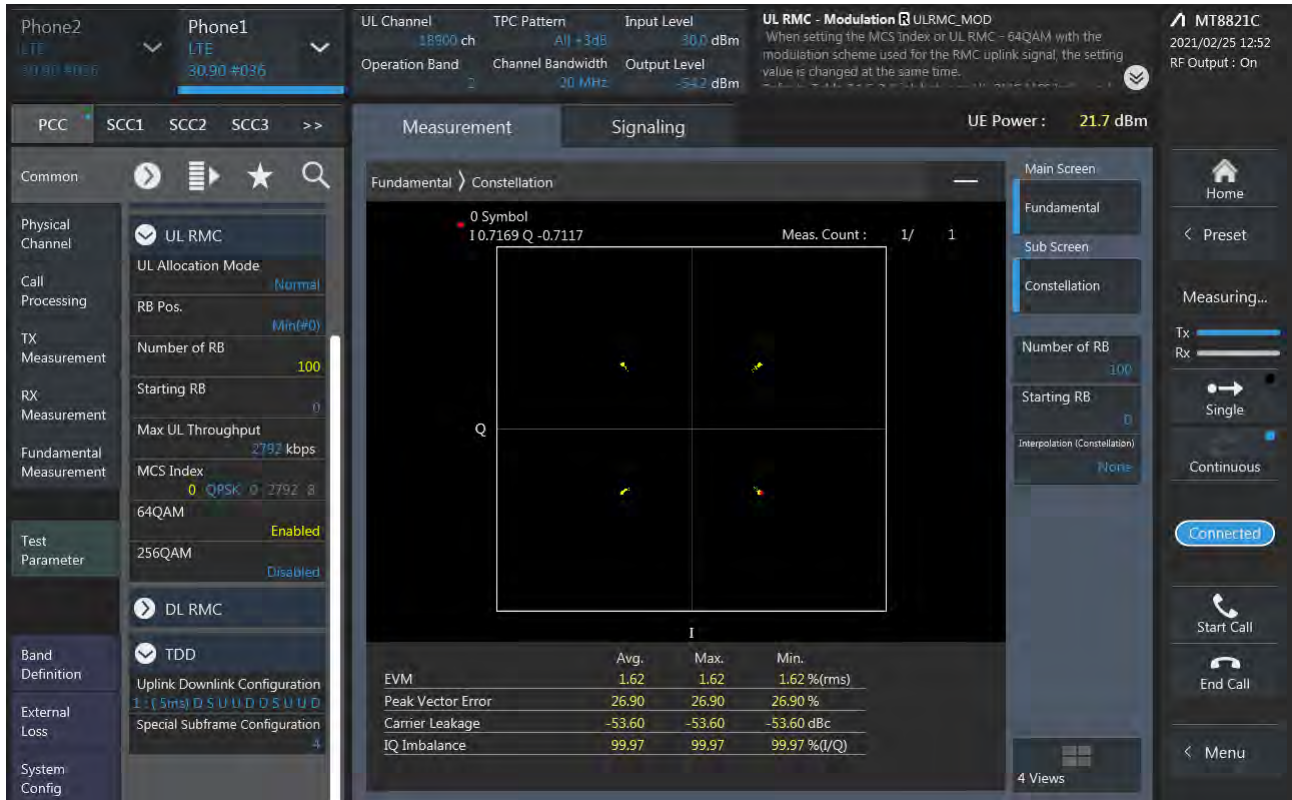 Phone2
LTE
30.90 #036
Phone1
LTE
30.90 #036
UL Channel
18900 ch
Operation Band
2
TPC Pattern
All +3dB
Channel Bandwidth
20 MHz
Input Level
30.0 dBm
Output Level
-54.2 dBm
UL RMC - Modulation R ULRMC_MOD
When setting the MCS Index or UL RMC - 64QAM with the
modulation scheme used for the RMC uplink signal, the setting
value is changed at the same time.
MT8821C
2021/02/25 12:52
RF Output : On
PCC
SCC1
SCC2
SCC3
>>
Measurement
Signaling
UE Power : 21.7 dBm
Common
Physical
Channel
Call
Processing
TX
Measurement
RX
Measurement
Fundamental
Measurement
Test
Parameter
Band
Definition
External
Loss
System
Config
UL RMC
UL Allocation Mode
Normal
RB Pos.
Min(#0)
Number of RB
100
Starting RB
0
Max UL Throughput
2792 kbps
MCS Index
0 QPSK 0 2792 8
64QAM
Enabled
256QAM
Disabled
DL RMC
TDD
Uplink Downlink Configuration
1 : ( 5ms) D S U U D D S U U D
Special Subframe Configuration
4
Fundamental 〉 Constellation
0 Symbol
I 0.7169 Q -0.7117
Meas. Count : 1/ 1
Q
I
Avg. Max. Min.
EVM 1.62 1.62 1.62 %(rms)
Peak Vector Error 26.90 26.90 26.90 %
Carrier Leakage -53.60 -53.60 -53.60 dBc
IQ Imbalance 99.97 99.97 99.97 %(I/Q)
Main Screen
Fundamental
Sub Screen
Constellation
Number of RB
100
Starting RB
0
Interpolation (Constellation)
None
4 Views
Home
< Preset
Measuring...
Tx
Rx
Single
Continuous
Connected
Start Call
End Call
< Menu